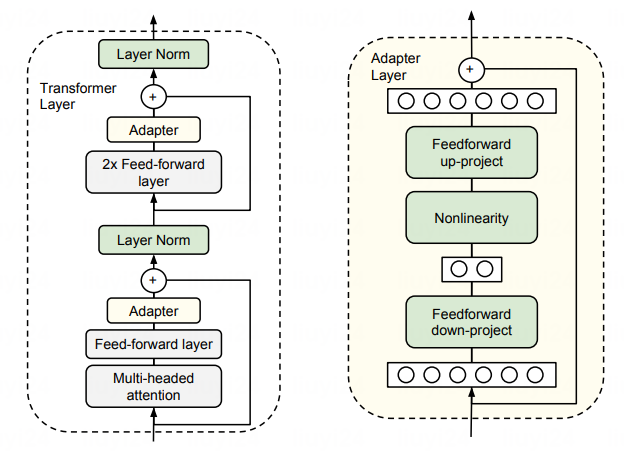 Layer Norm
Transformer
Layer
+
Adapter
2x Feed-forward
layer
Layer Norm
+
Adapter
Feed-forward layer
Multi-headed
attention
Adapter
Layer
+
Feedforward
up-project
Nonlinearity
Feedforward
down-project